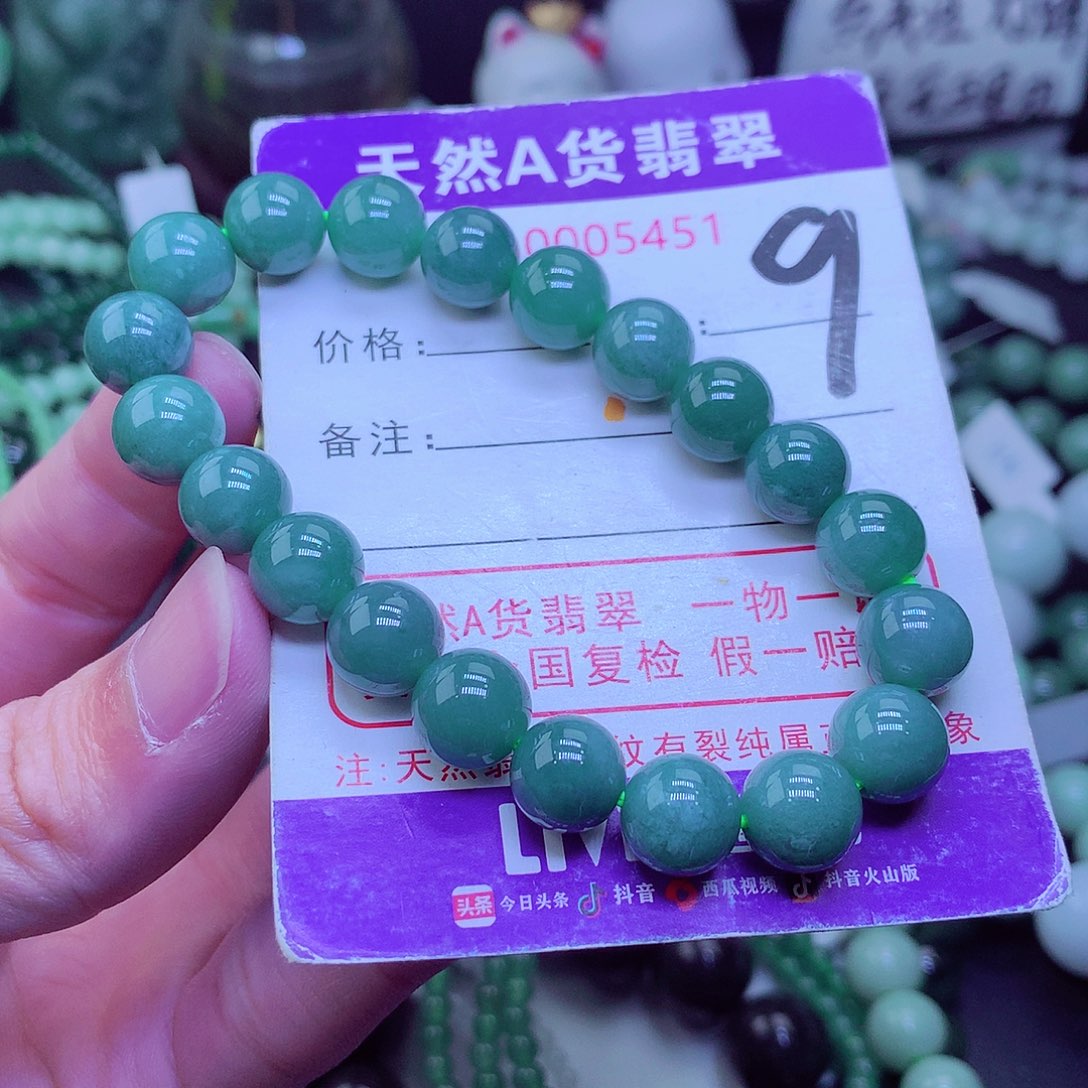 天然A货翡翠
0005451
9
价格:
备注:
然A货翡翠 一物一
国复检 假一赔
注:天然翡 纹有裂纯属 象
LIV
头条 今日头条 抖音 西瓜视频 抖音火山版